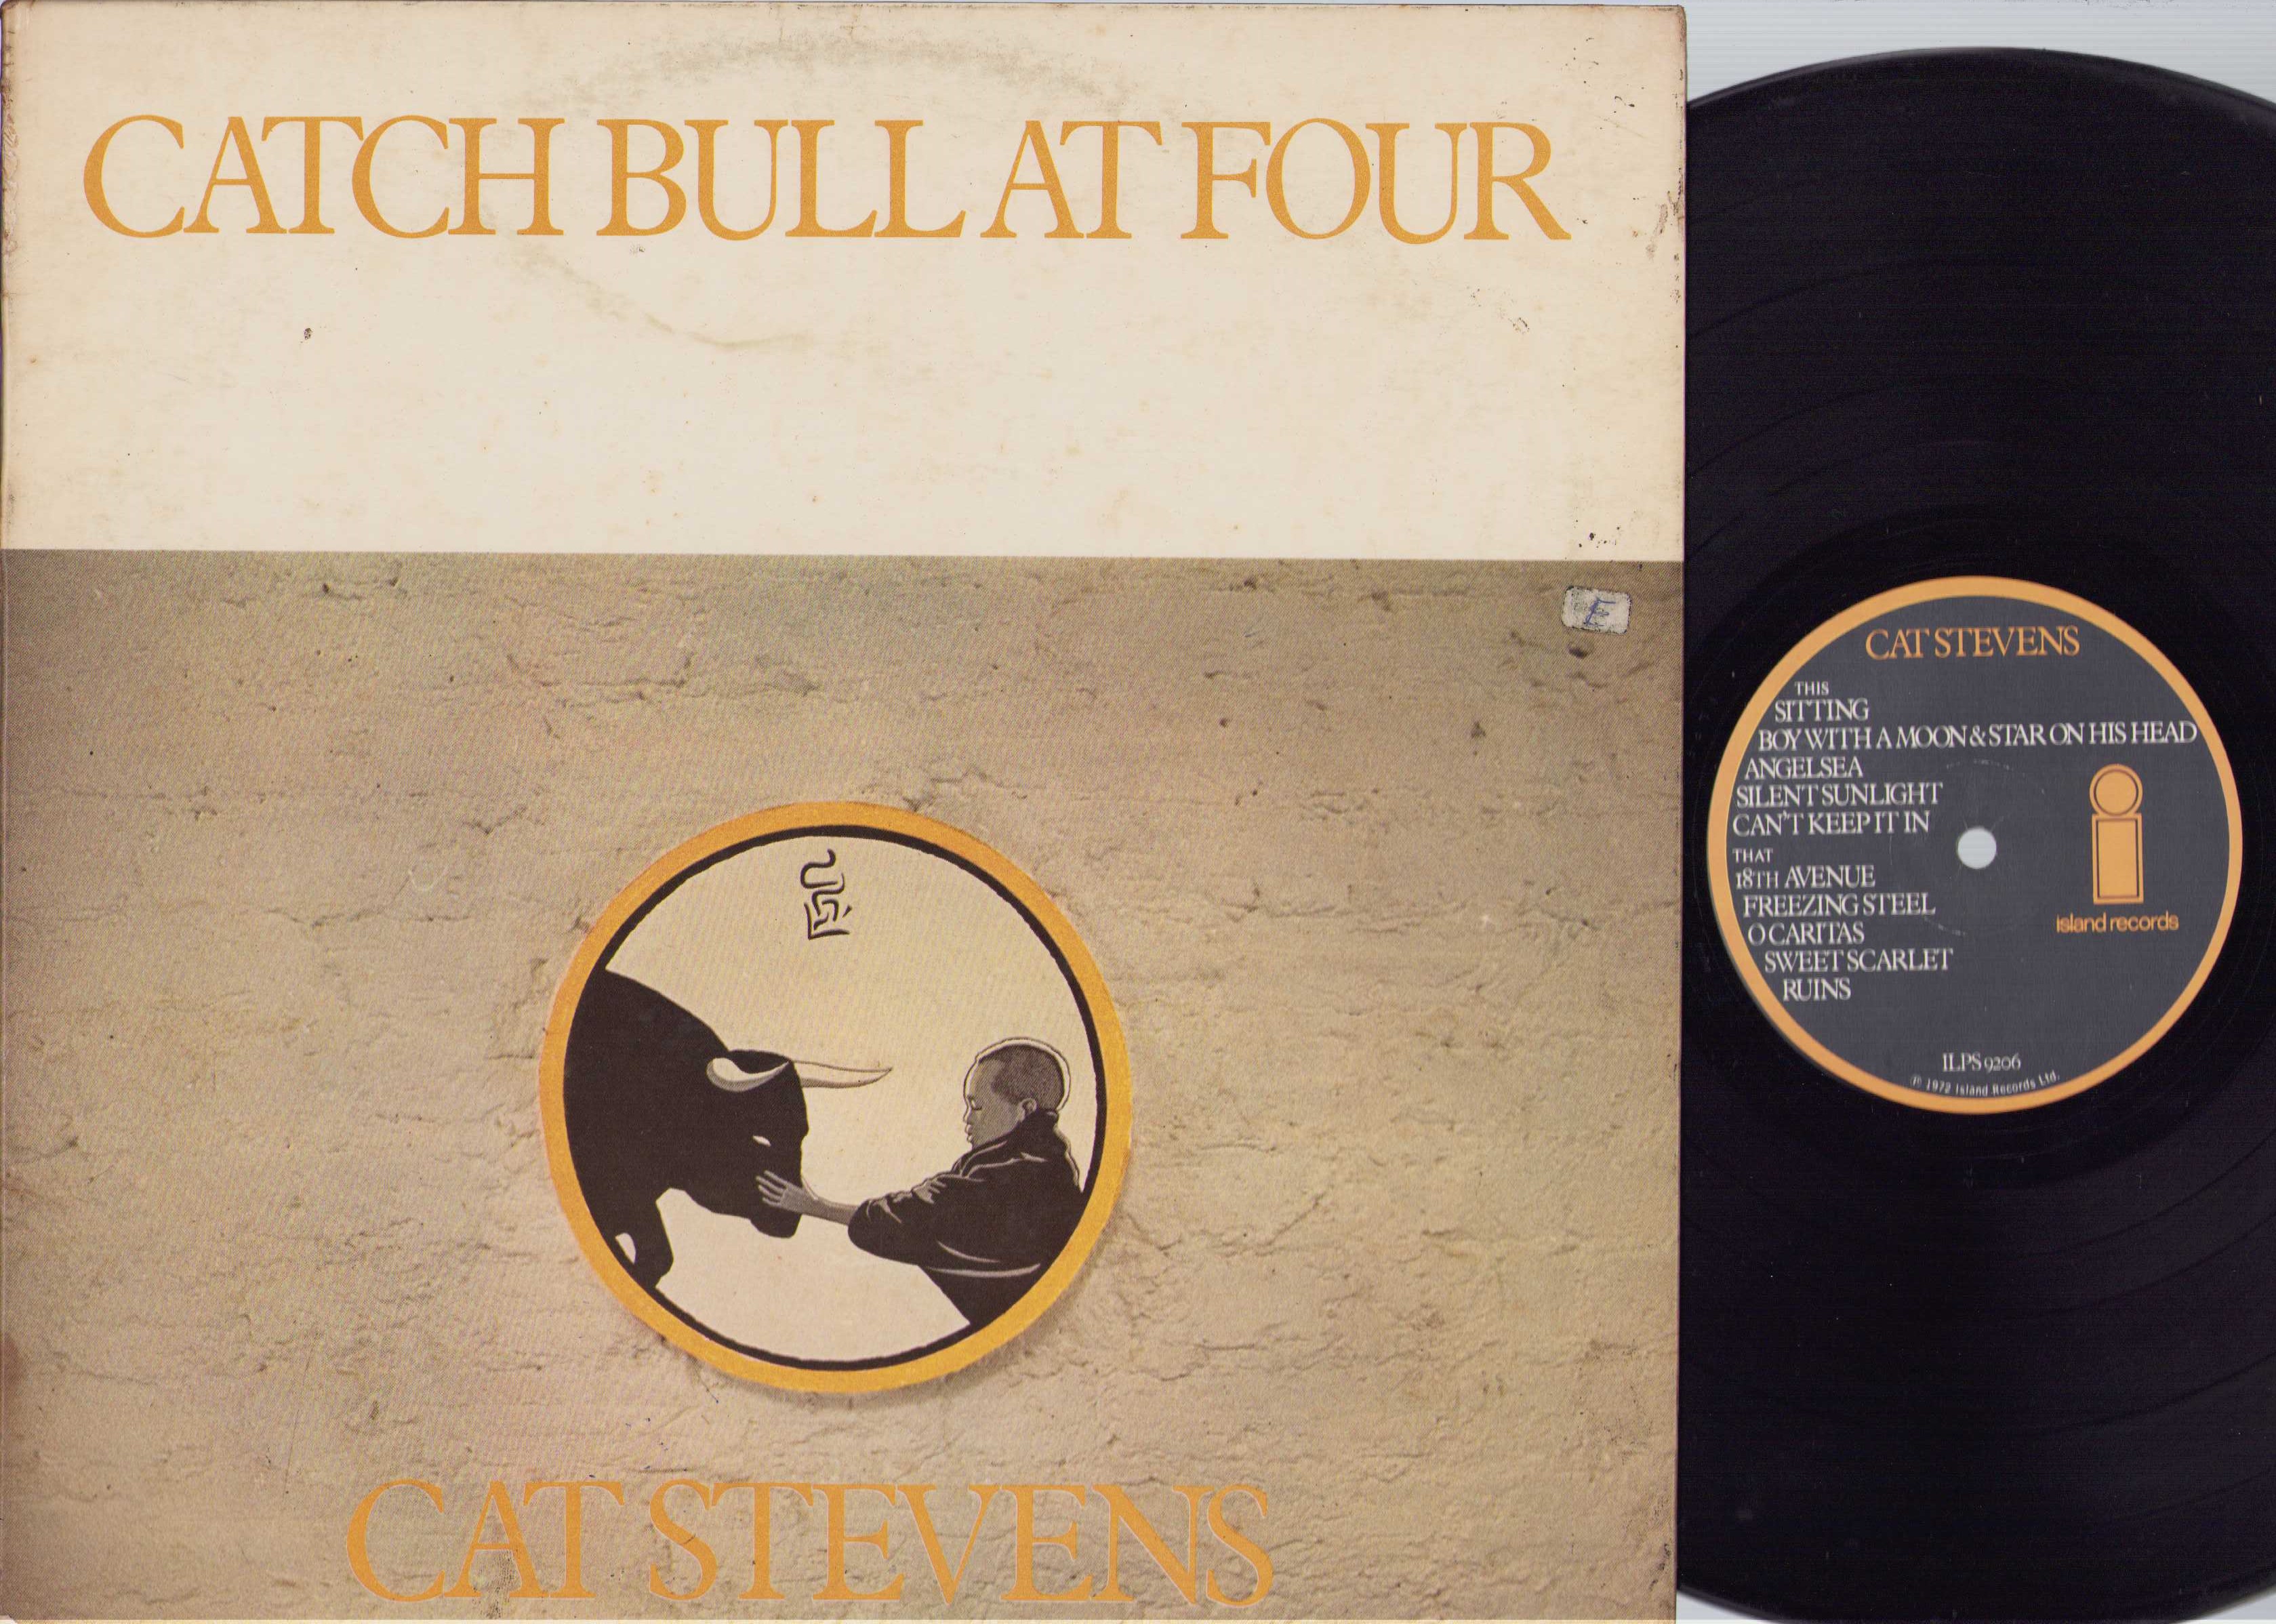 CATCH BULL AT FOUR
E
CAT STEVENS
CAT STEVENS
THIS
SITTING
BOY WITH A MOON & STAR ON HIS HEAD
ANGELSEA
SILENT SUNLIGHT
CAN'T KEEP IT IN
THAT
18TH AVENUE
FREEZING STEEL
O CARITAS
SWEET SCARLET
RUINS
island records
ILPS 9206
℗ 1972 Island Records Ltd.